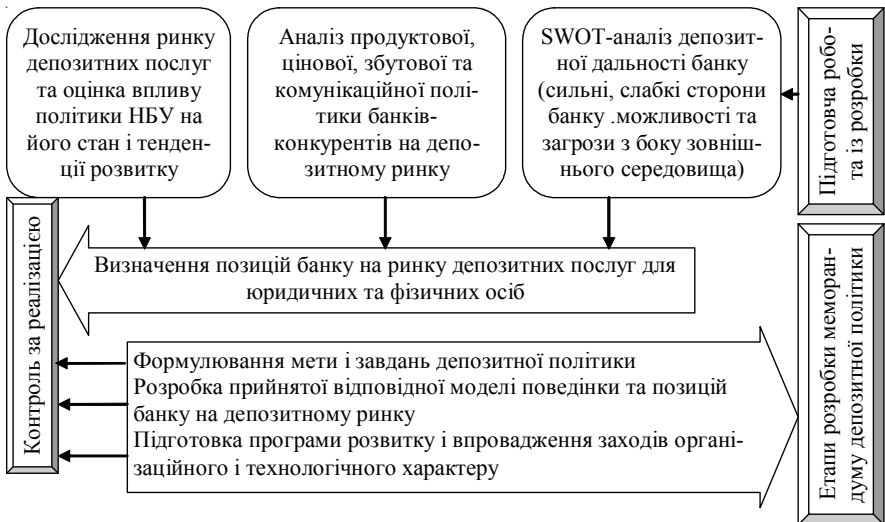 Дослідження ринку
депозитних послуг
та оцінка впливу
політики НБУ на
його стан і тенден-
ції розвитку
Аналіз продуктової,
цінової, збутової та
комунікаційної полі-
тики банків-
конкурентів на депо-
зитному ринку
SWOT-аналіз депозит-
ної дальності банку
(сильні, слабкі сторони
банку .можливості та
загрози з боку зовніш-
нього середовища)
Підготовча робо-
та із розробки
Контроль за реалізацією
Визначення позицій банку на ринку депозитних послуг для
юридичних та фізичних осіб
Формулювання мети і завдань депозитної політики
Розробка прийнятої відповідної моделі поведінки та позицій
банку на депозитному ринку
Підготовка програми розвитку і впровадження заходів органі-
заційного і технологічного характеру
Етапи розробки меморан-
думу депозитної політики